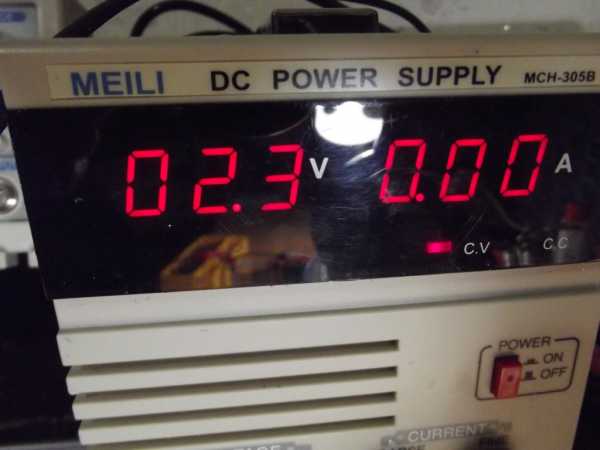 MEILI DC POWER SUPPLY MCH-305B
02.3 V 0.00 A
C.V C.C
POWER
ON
OFF
CURRENT